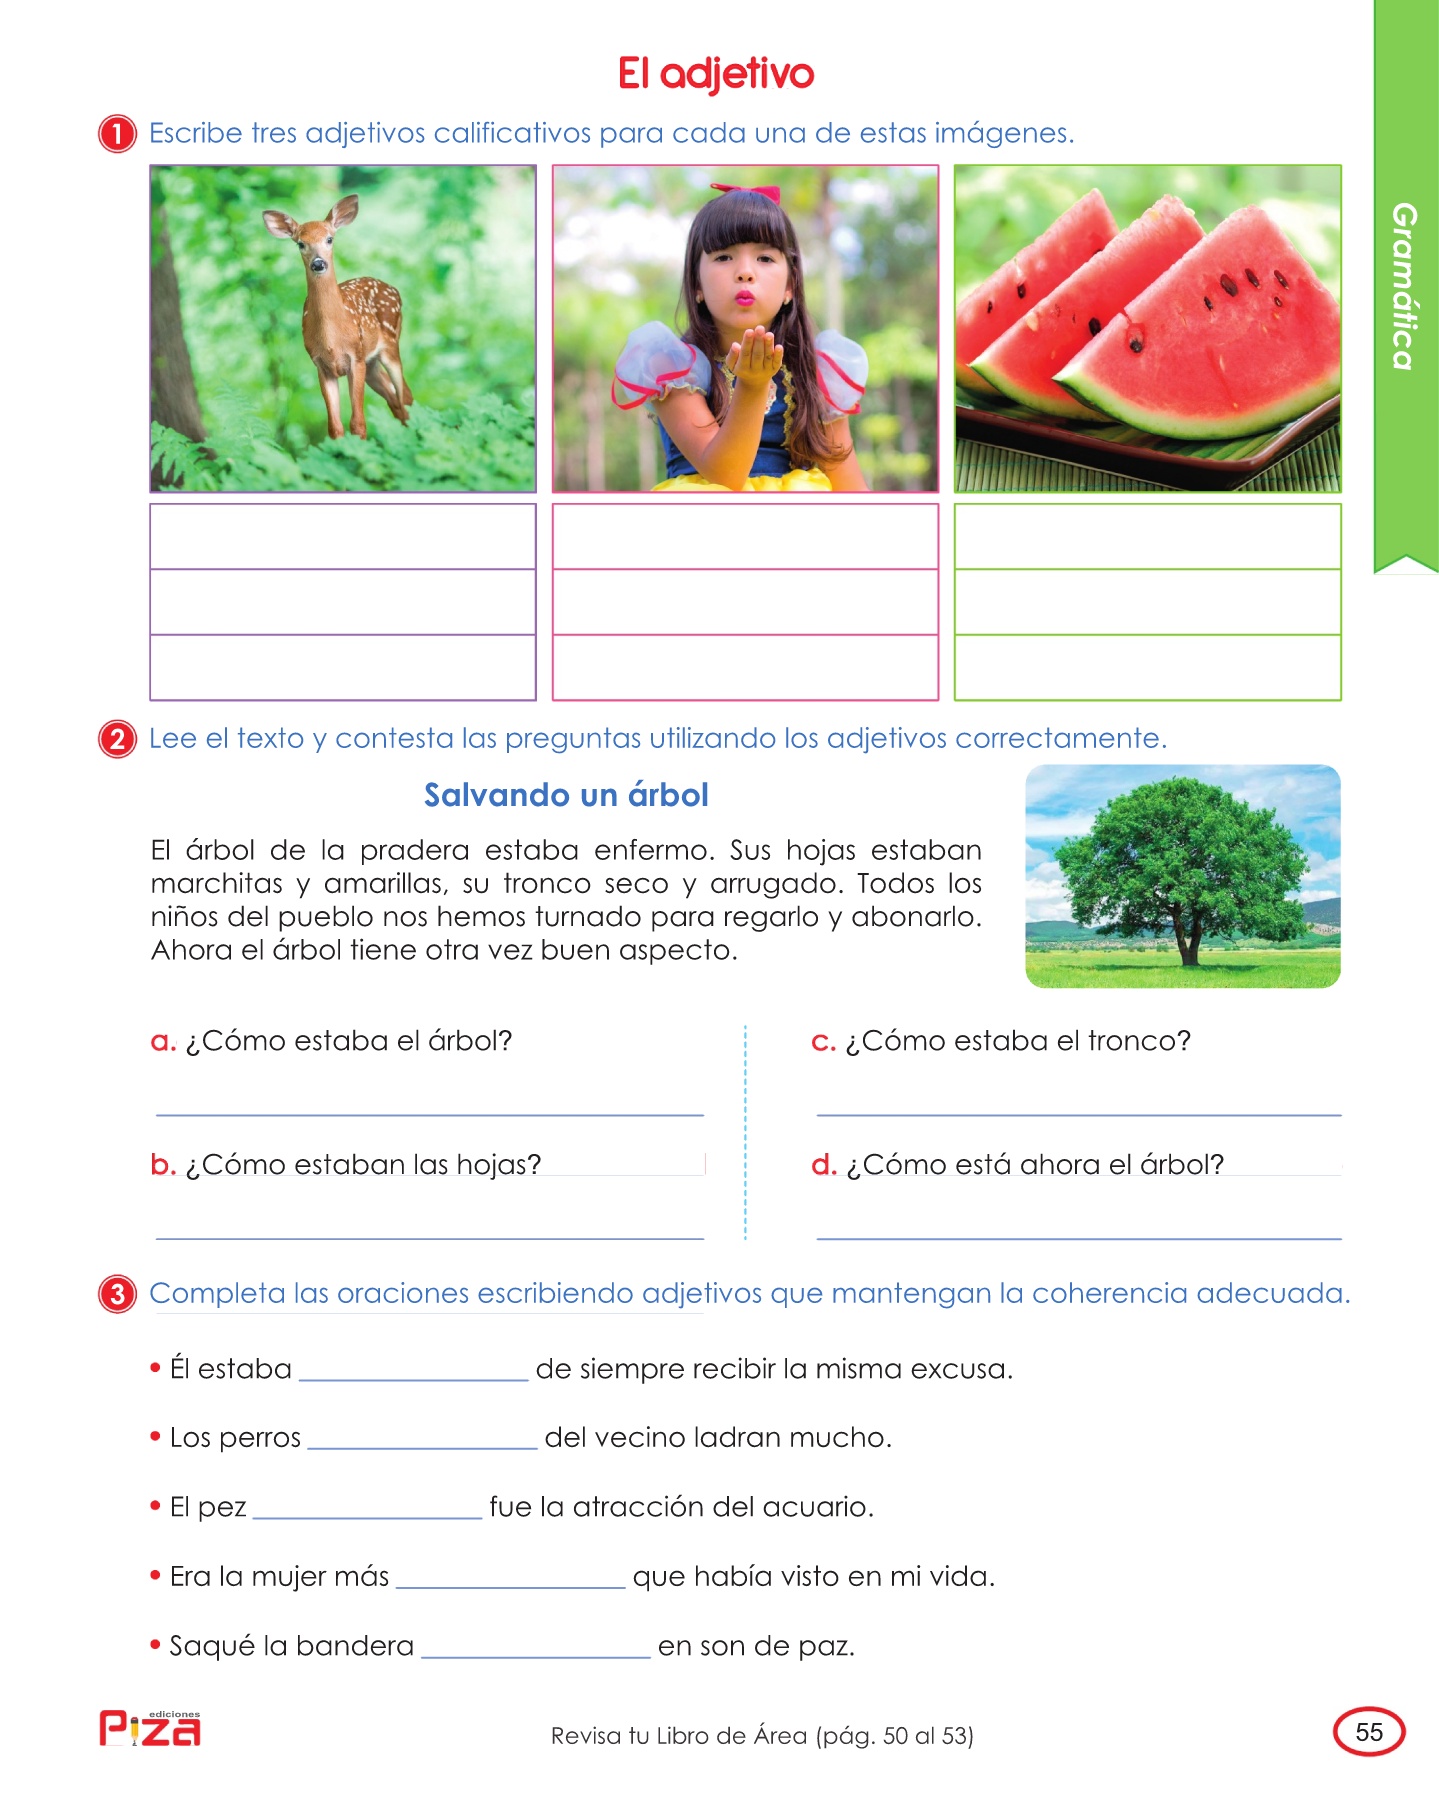 El adjetivo
1 Escribe tres adjetivos calificativos para cada una de estas imágenes.
Gramática
2 Lee el texto y contesta las preguntas utilizando los adjetivos correctamente.
Salvando un árbol
El árbol de la pradera estaba enfermo. Sus hojas estaban
marchitas y amarillas, su tronco seco y arrugado. Todos los
niños del pueblo nos hemos turnado para regarlo y abonarlo.
Ahora el árbol tiene otra vez buen aspecto.
a. ¿Cómo estaba el árbol?
b. ¿Cómo estaban las hojas?
c. ¿Cómo estaba el tronco?
d. ¿Cómo está ahora el árbol?
3 Completa las oraciones escribiendo adjetivos que mantengan la coherencia adecuada.
• Él estaba ______________ de siempre recibir la misma excusa.
• Los perros ______________ del vecino ladran mucho.
• El pez ______________ fue la atracción del acuario.
• Era la mujer más ______________ que había visto en mi vida.
• Saqué la bandera ______________ en son de paz.
ediciones
Piza
Revisa tu Libro de Área (pág. 50 al 53)
55